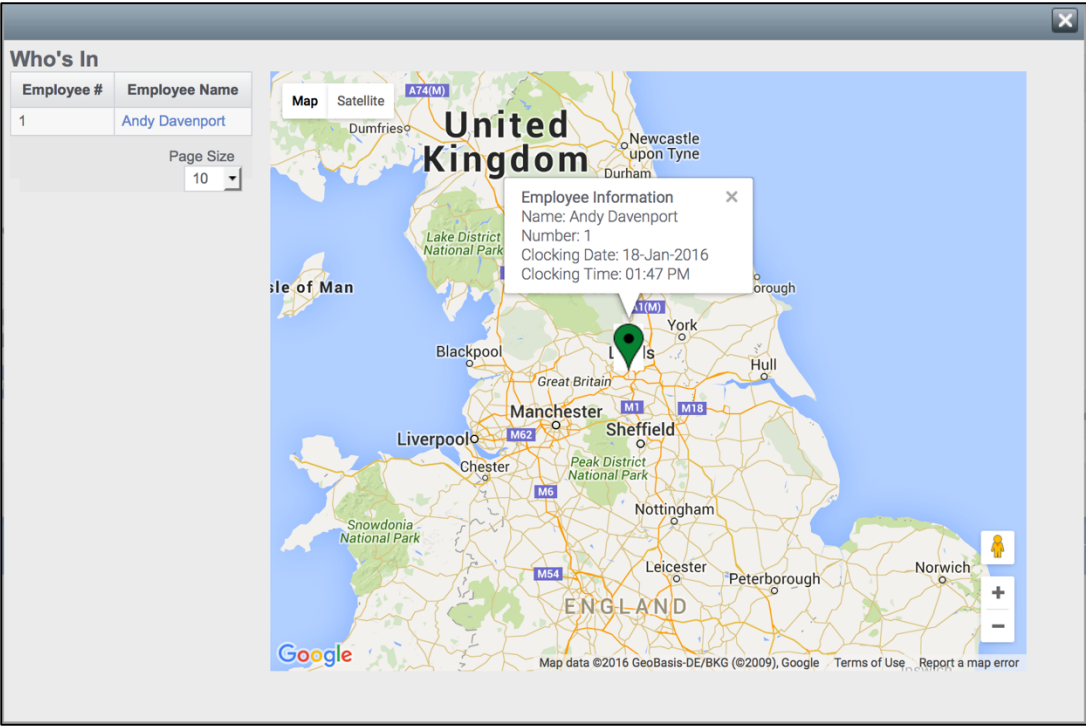 Who's In
Employee # Employee Name
1 Andy Davenport
Page Size
10
Map Satellite
A74(M)
Dumfries
United
Kingdom
Newcastle
upon Tyne
Durham
Employee Information
Name: Andy Davenport
Number: 1
Clocking Date: 18-Jan-2016
Clocking Time: 01:47 PM
Lake District
National Park
sle of Man
orough
A1(M)
York
Blackpool
Hull
Great Britain
Manchester
M1
M18
Liverpool
M62
Sheffield
Chester
Peak District
National Park
M6
Nottingham
Snowdonia
National Park
M54
Leicester
Peterborough
Norwich
ENGLAND
+
−
Google
Map data ©2016 GeoBasis-DE/BKG (©2009), Google Terms of Use Report a map error